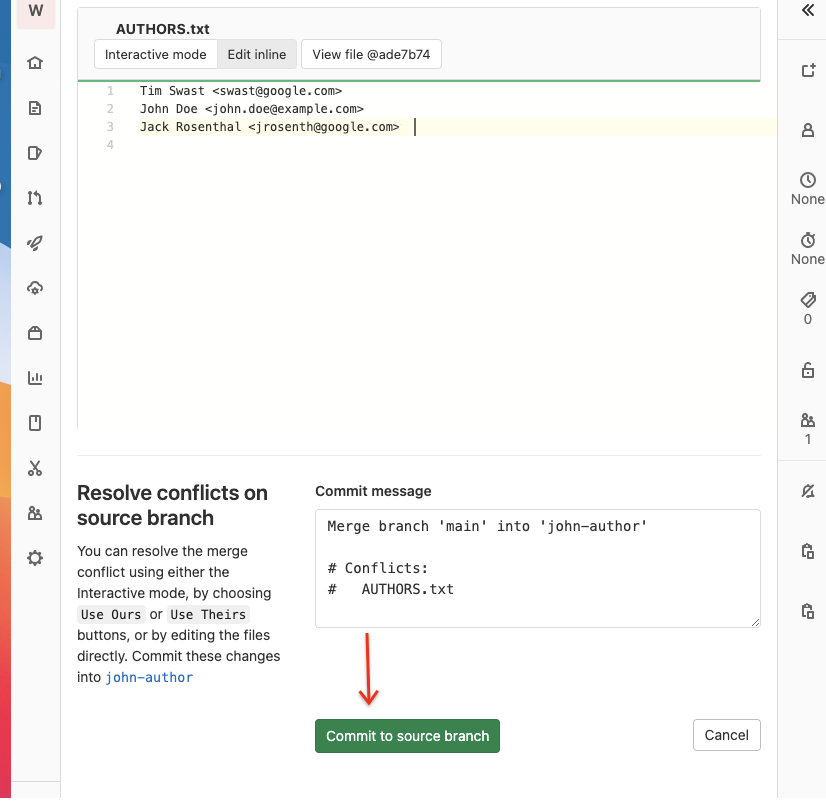 W
AUTHORS.txt
Interactive mode Edit inline View file @ade7b74
1 Tim Swast <swast@google.com>
2 John Doe <john.doe@example.com>
3 Jack Rosenthal <jrosenth@google.com>
4
None
None
0
1
Resolve conflicts on
source branch
You can resolve the merge
conflict using either the
Interactive mode, by choosing
Use Ours or Use Theirs
buttons, or by editing the files
directly. Commit these changes
into john-author
Commit message
Merge branch 'main' into 'john-author'
# Conflicts:
#   AUTHORS.txt
Commit to source branch
Cancel